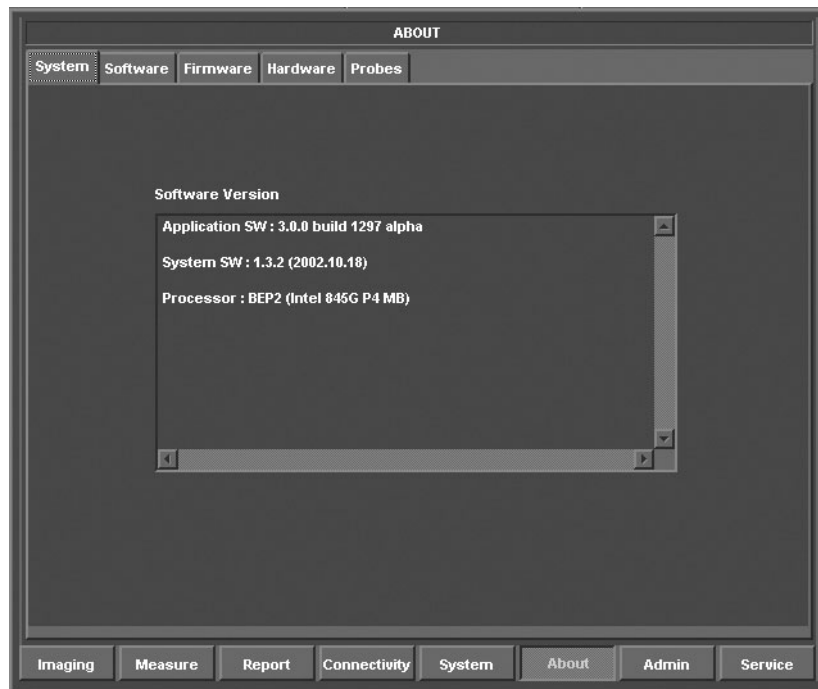 ABOUT
System Software Firmware Hardware Probes
Software Version
Application SW : 3.0.0 build 1297 alpha
System SW : 1.3.2 (2002.10.18)
Processor : BEP2 (Intel 845G P4 MB)
Imaging Measure Report Connectivity System About Admin Service